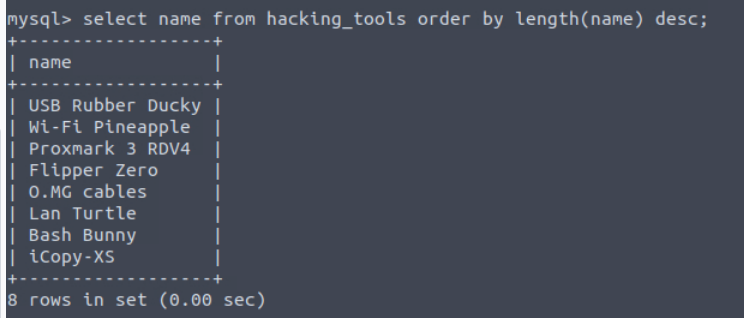 mysql> select name from hacking_tools order by length(name) desc;
+------------------+
| name             |
+------------------+
| USB Rubber Ducky |
| Wi-Fi Pineapple  |
| Proxmark 3 RDV4  |
| Flipper Zero     |
| O.MG cables      |
| Lan Turtle       |
| Bash Bunny       |
| iCopy-XS         |
+------------------+
8 rows in set (0.00 sec)